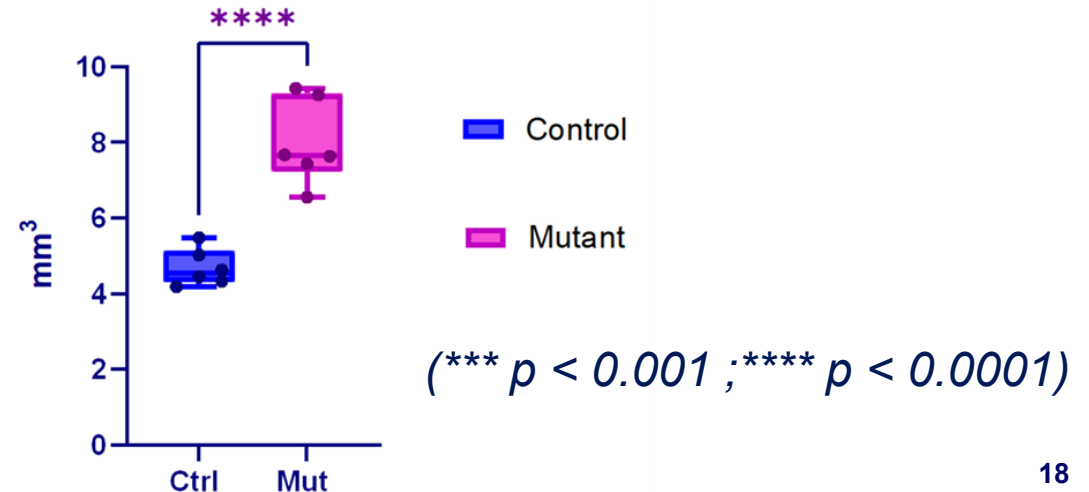 ****
10
8
6
4
2
0
mm³
Ctrl
Mut
Control
Mutant
(*** p < 0.001 ;**** p < 0.0001)
18